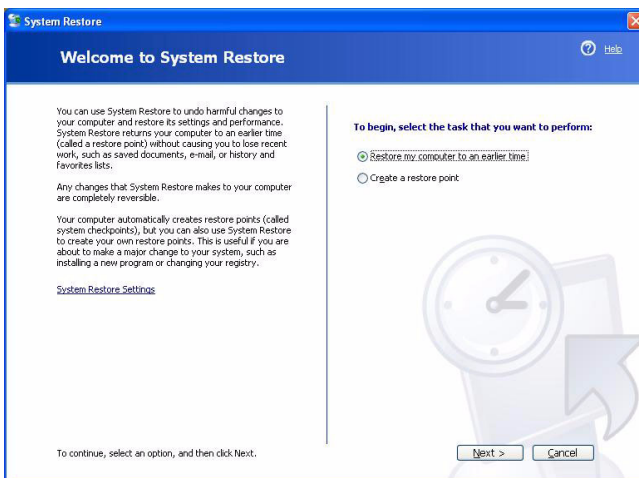 System Restore
Welcome to System Restore
Help
You can use System Restore to undo harmful changes to
your computer and restore its settings and performance.
System Restore returns your computer to an earlier time
(called a restore point) without causing you to lose recent
work, such as saved documents, e-mail, or history and
favorites lists.
Any changes that System Restore makes to your computer
are completely reversible.
Your computer automatically creates restore points (called
system checkpoints), but you can also use System Restore
to create your own restore points. This is useful if you are
about to make a major change to your system, such as
installing a new program or changing your registry.
System Restore Settings
To begin, select the task that you want to perform:
Restore my computer to an earlier time
Create a restore point
To continue, select an option, and then click Next.
Next >
Cancel